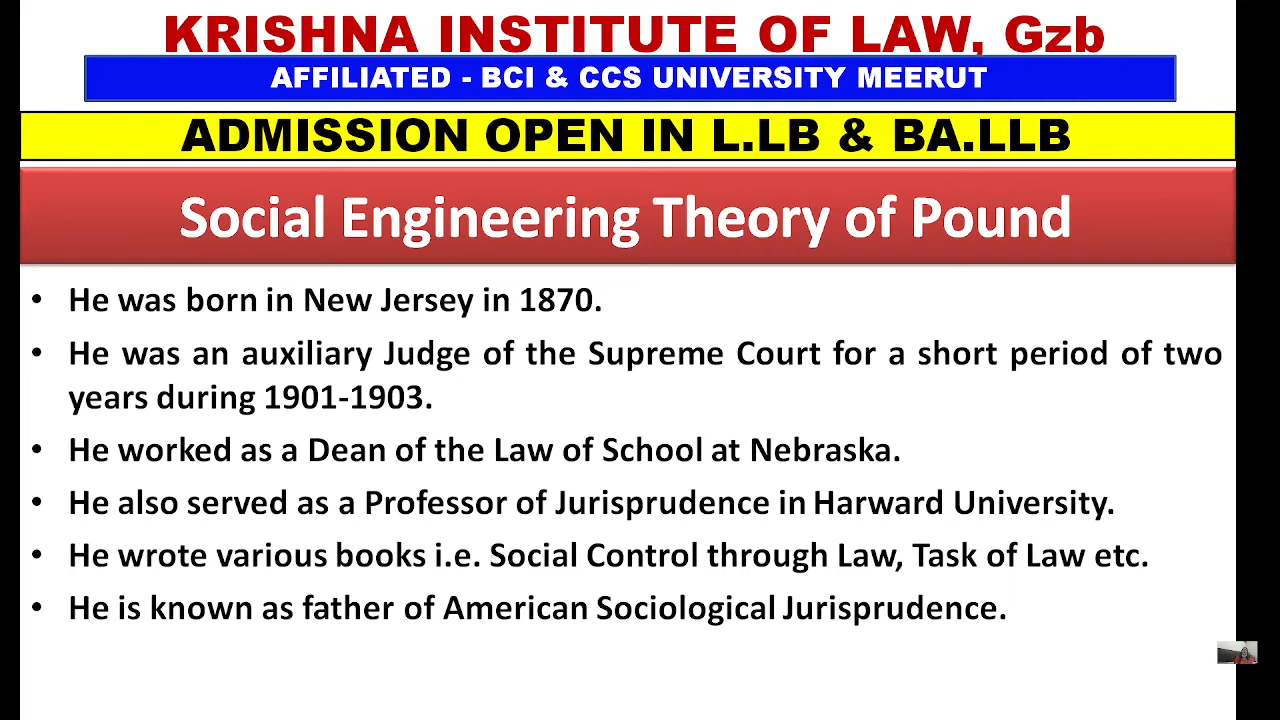 KRISHNA INSTITUTE OF LAW, Gzb
AFFILIATED - BCI & CCS UNIVERSITY MEERUT
ADMISSION OPEN IN L.LB & BA.LLB
Social Engineering Theory of Pound
• He was born in New Jersey in 1870.
• He was an auxiliary Judge of the Supreme Court for a short period of two
years during 1901-1903.
• He worked as a Dean of the Law of School at Nebraska.
• He also served as a Professor of Jurisprudence in Harward University.
• He wrote various books i.e. Social Control through Law, Task of Law etc.
• He is known as father of American Sociological Jurisprudence.